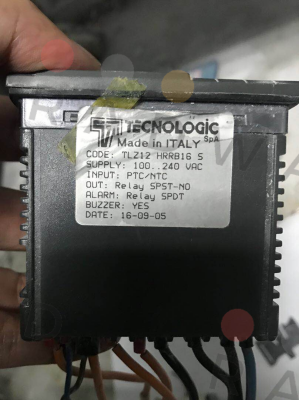 TECNOLOGIC SpA
Made in ITALY
CODE: TLZ12 HRRB16 S
SUPPLY: 100..240 VAC
INPUT: PTC/NTC
OUT: Relay SPST-NO
ALARM: Relay SPDT
BUZZER: YES
DATE: 16-09-05